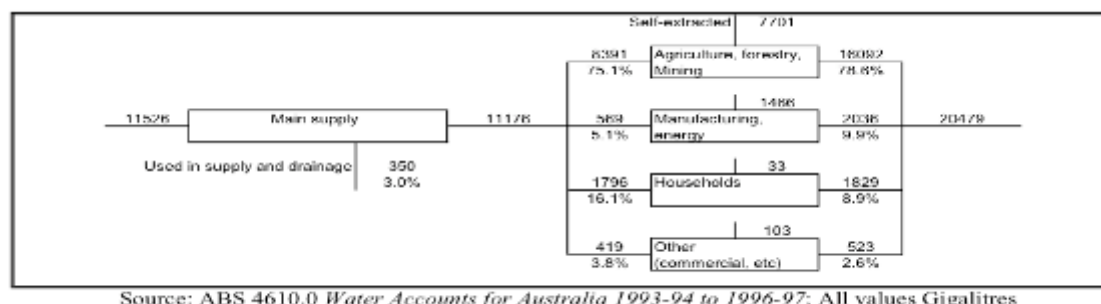 Self-extracted 7701
8391 Agriculture, forestry, 16092
75.1% Mining 78.6%
1466
11526 Main supply 11176 569 Manufacturing, 2036 20479
5.1% energy 9.9%
Used in supply and drainage 350
3.0%
33
1796 Households 1829
16.1% 8.9%
103
419 Other 523
3.8% (commercial, etc) 2.6%
Source: ABS 4610.0 Water Accounts for Australia 1993-94 to 1996-97; All values Gigalitres